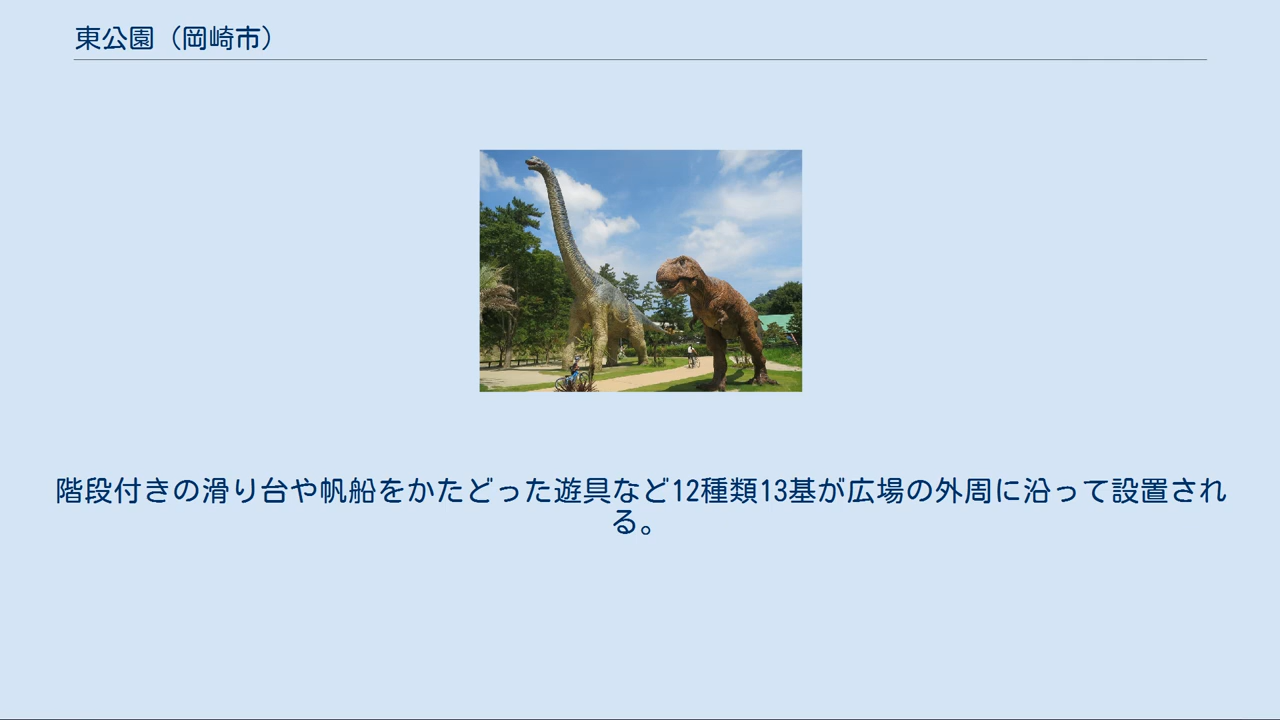 東公園（岡崎市）
階段付きの滑り台や帆船をかたどった遊具など12種類13基が広場の外周に沿って設置され
る。